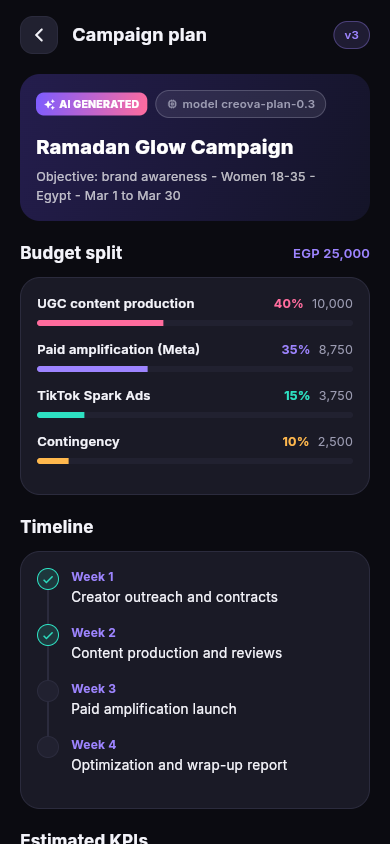 Campaign plan
v3
AI GENERATED
model creova-plan-0.3
Ramadan Glow Campaign
Objective: brand awareness - Women 18-35 -
Egypt - Mar 1 to Mar 30
Budget split
EGP 25,000
UGC content production 40% 10,000
Paid amplification (Meta) 35% 8,750
TikTok Spark Ads 15% 3,750
Contingency 10% 2,500
Timeline
Week 1
Creator outreach and contracts
Week 2
Content production and reviews
Week 3
Paid amplification launch
Week 4
Optimization and wrap-up report
Estimated KPIs